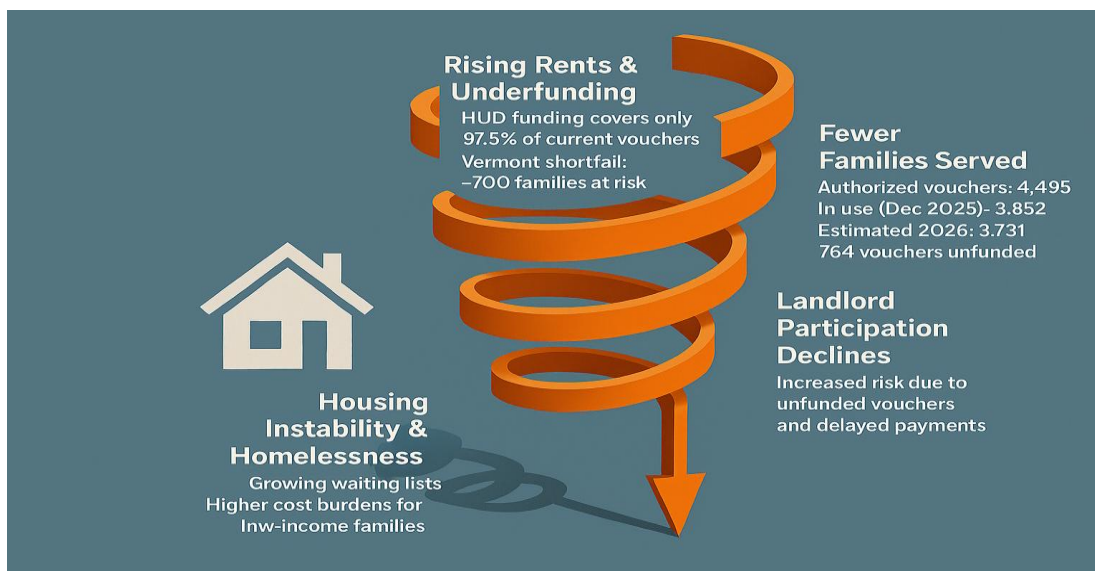 Rising Rents &
Underfunding
HUD funding covers only
97.5% of current vouchers
Vermont shortfail:
–700 families at risk
Fewer
Families Served
Authorized vouchers: 4,495
In use (Dec 2025)- 3.852
Estimated 2026: 3.731
764 vouchers unfunded
Landlord
Participation
Declines
Increased risk due to
unfunded vouchers
and delayed payments
Housing
Instability &
Homelessness
Growing waiting lists
Higher cost burdens for
Inw-income families